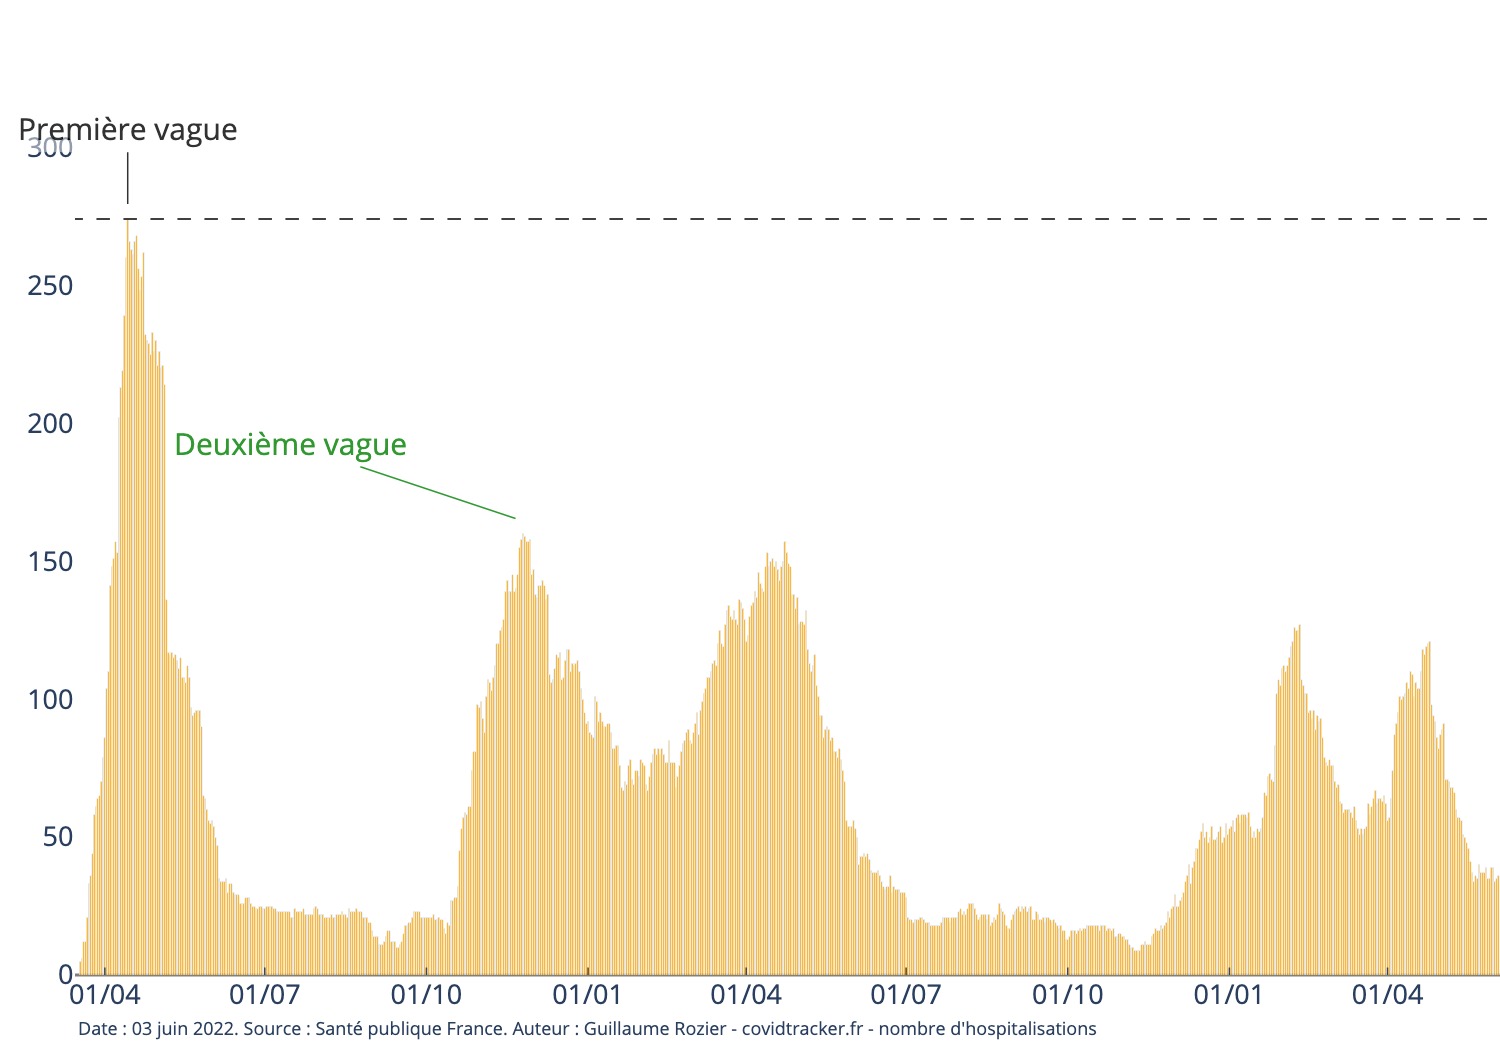 Première vague
300
250
200
Deuxième vague
150
100
50
0
01/04 01/07 01/10 01/01 01/04 01/07 01/10 01/01 01/04
Date : 03 juin 2022. Source : Santé publique France. Auteur : Guillaume Rozier - covidtracker.fr - nombre d'hospitalisations